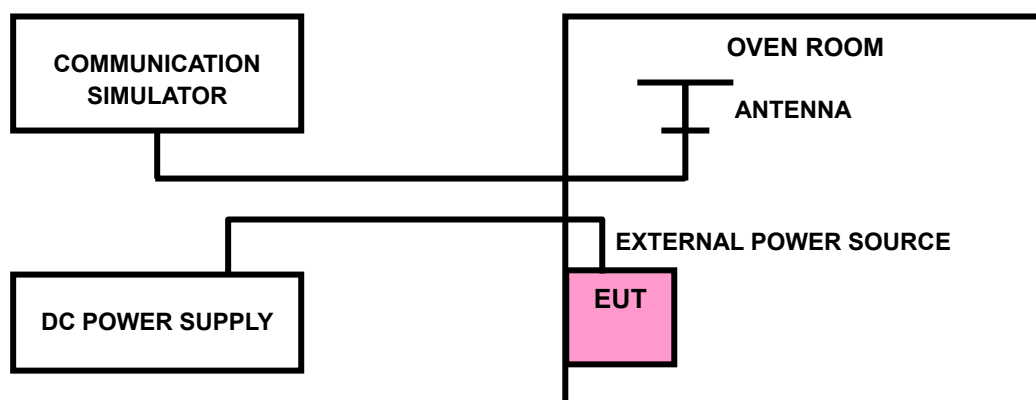 COMMUNICATION
SIMULATOR
OVEN ROOM
ANTENNA
EXTERNAL POWER SOURCE
DC POWER SUPPLY
EUT